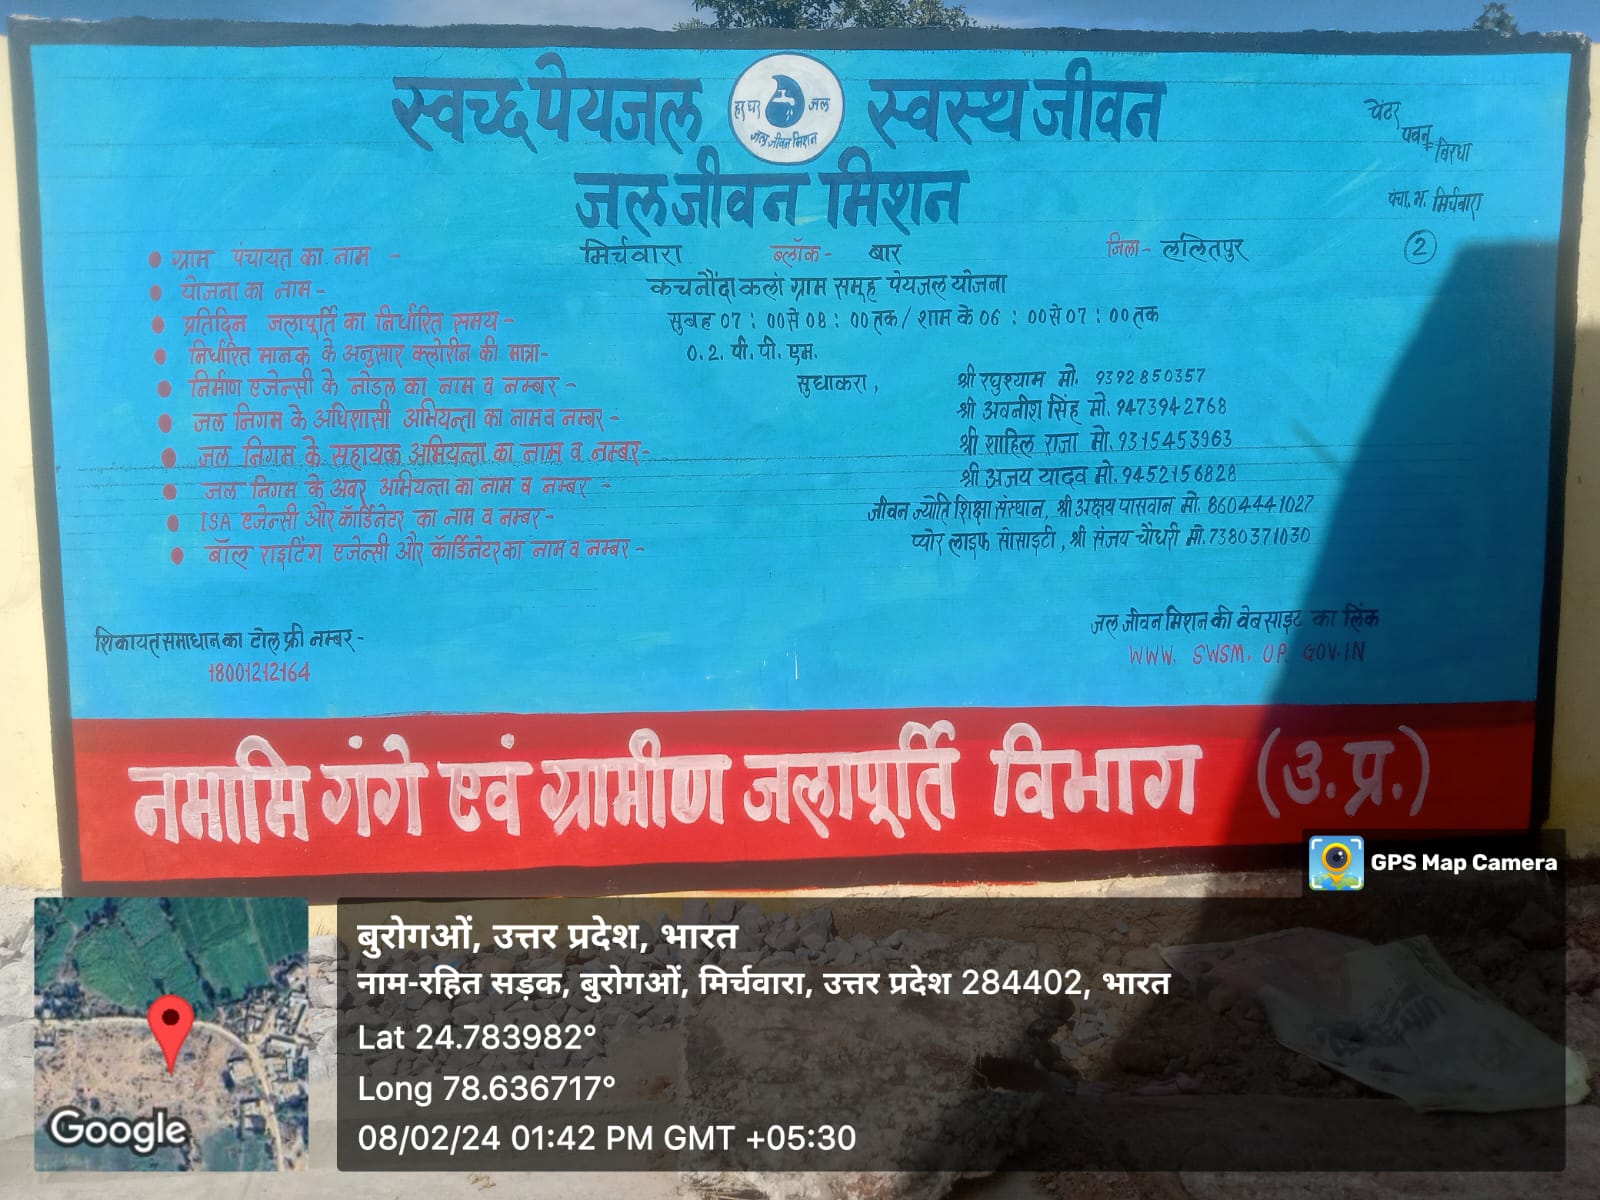 स्वच्छ पेयजल हर घर जल जल जीवन मिशन स्वस्थ जीवन
जल जीवन मिशन
पेंटर
पवन
बिरधा
पंचा. भ. मिर्चवारा
2
ग्राम पंचायत का नाम - मिर्चवारा ब्लॉक- बार जिला- ललितपुर
योजना का नाम- कचनौंदा कलां ग्राम समूह पेयजल योजना
प्रतिदिन जलापूर्ति का निर्धारित समय- सुबह 07 : 00 से 08 : 00 तक / शाम के 06 : 00 से 07 : 00 तक
निर्धारित मानक के अनुसार क्लोरीन की मात्रा- 0. 2. पी. पी. एम.
निर्माण एजेन्सी के नोडल का नाम व नम्बर- सुधाकरा, श्री रघुश्याम मो. 9392850357
जल निगम के अधिशासी अभियन्ता का नाम व नम्बर- श्री अवनीश सिंह मो. 9473942768
जल निगम के सहायक अभियन्ता का नाम व नम्बर- श्री शाहिल राजा मो. 9315453963
जल निगम के अवर अभियन्ता का नाम व नम्बर - श्री अजय यादव मो. 9452156828
ISA एजेन्सी और कॉर्डिनेटर का नाम व नम्बर- जीवन ज्योति शिक्षा संस्थान, श्री अक्षय पासवान मो. 8604441027
बॉल राइटिंग एजेन्सी और कॉर्डिनेटर का नाम व नम्बर- प्योर लाइफ सोसाइटी, श्री संजय चौधरी मो. 7380371030
शिकायत समाधान का टोल फ्री नम्बर-
18001212164
जल जीवन मिशन की वेबसाइट का लिंक
WWW. SWSM. UP. GOV.IN
नमामि गंगे एवं ग्रामीण जलापूर्ति विभाग (उ.प्र.)
GPS Map Camera
बुरोगओं, उत्तर प्रदेश, भारत
नाम-रहित सड़क, बुरोगओं, मिर्चवारा, उत्तर प्रदेश 284402, भारत
Lat 24.783982°
Long 78.636717°
08/02/24 01:42 PM GMT +05:30
Google